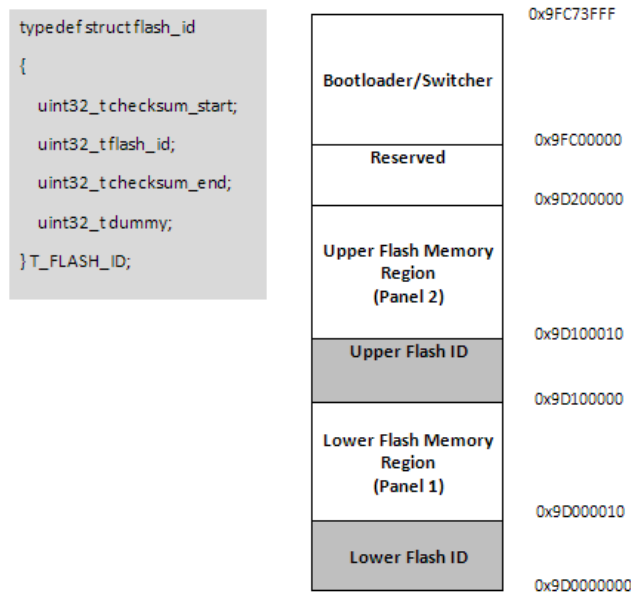 typedef struct flash_id
{
uint32_t checksum_start;
uint32_t flash_id;
uint32_t checksum_end;
uint32_t dummy;
} T_FLASH_ID;
0x9FC73FFF
Bootloader/Switcher
0x9FC00000
Reserved
0x9D200000
Upper Flash Memory
Region
(Panel 2)
0x9D100010
Upper Flash ID
0x9D100000
Lower Flash Memory
Region
(Panel 1)
0x9D000010
Lower Flash ID
0x9D0000000